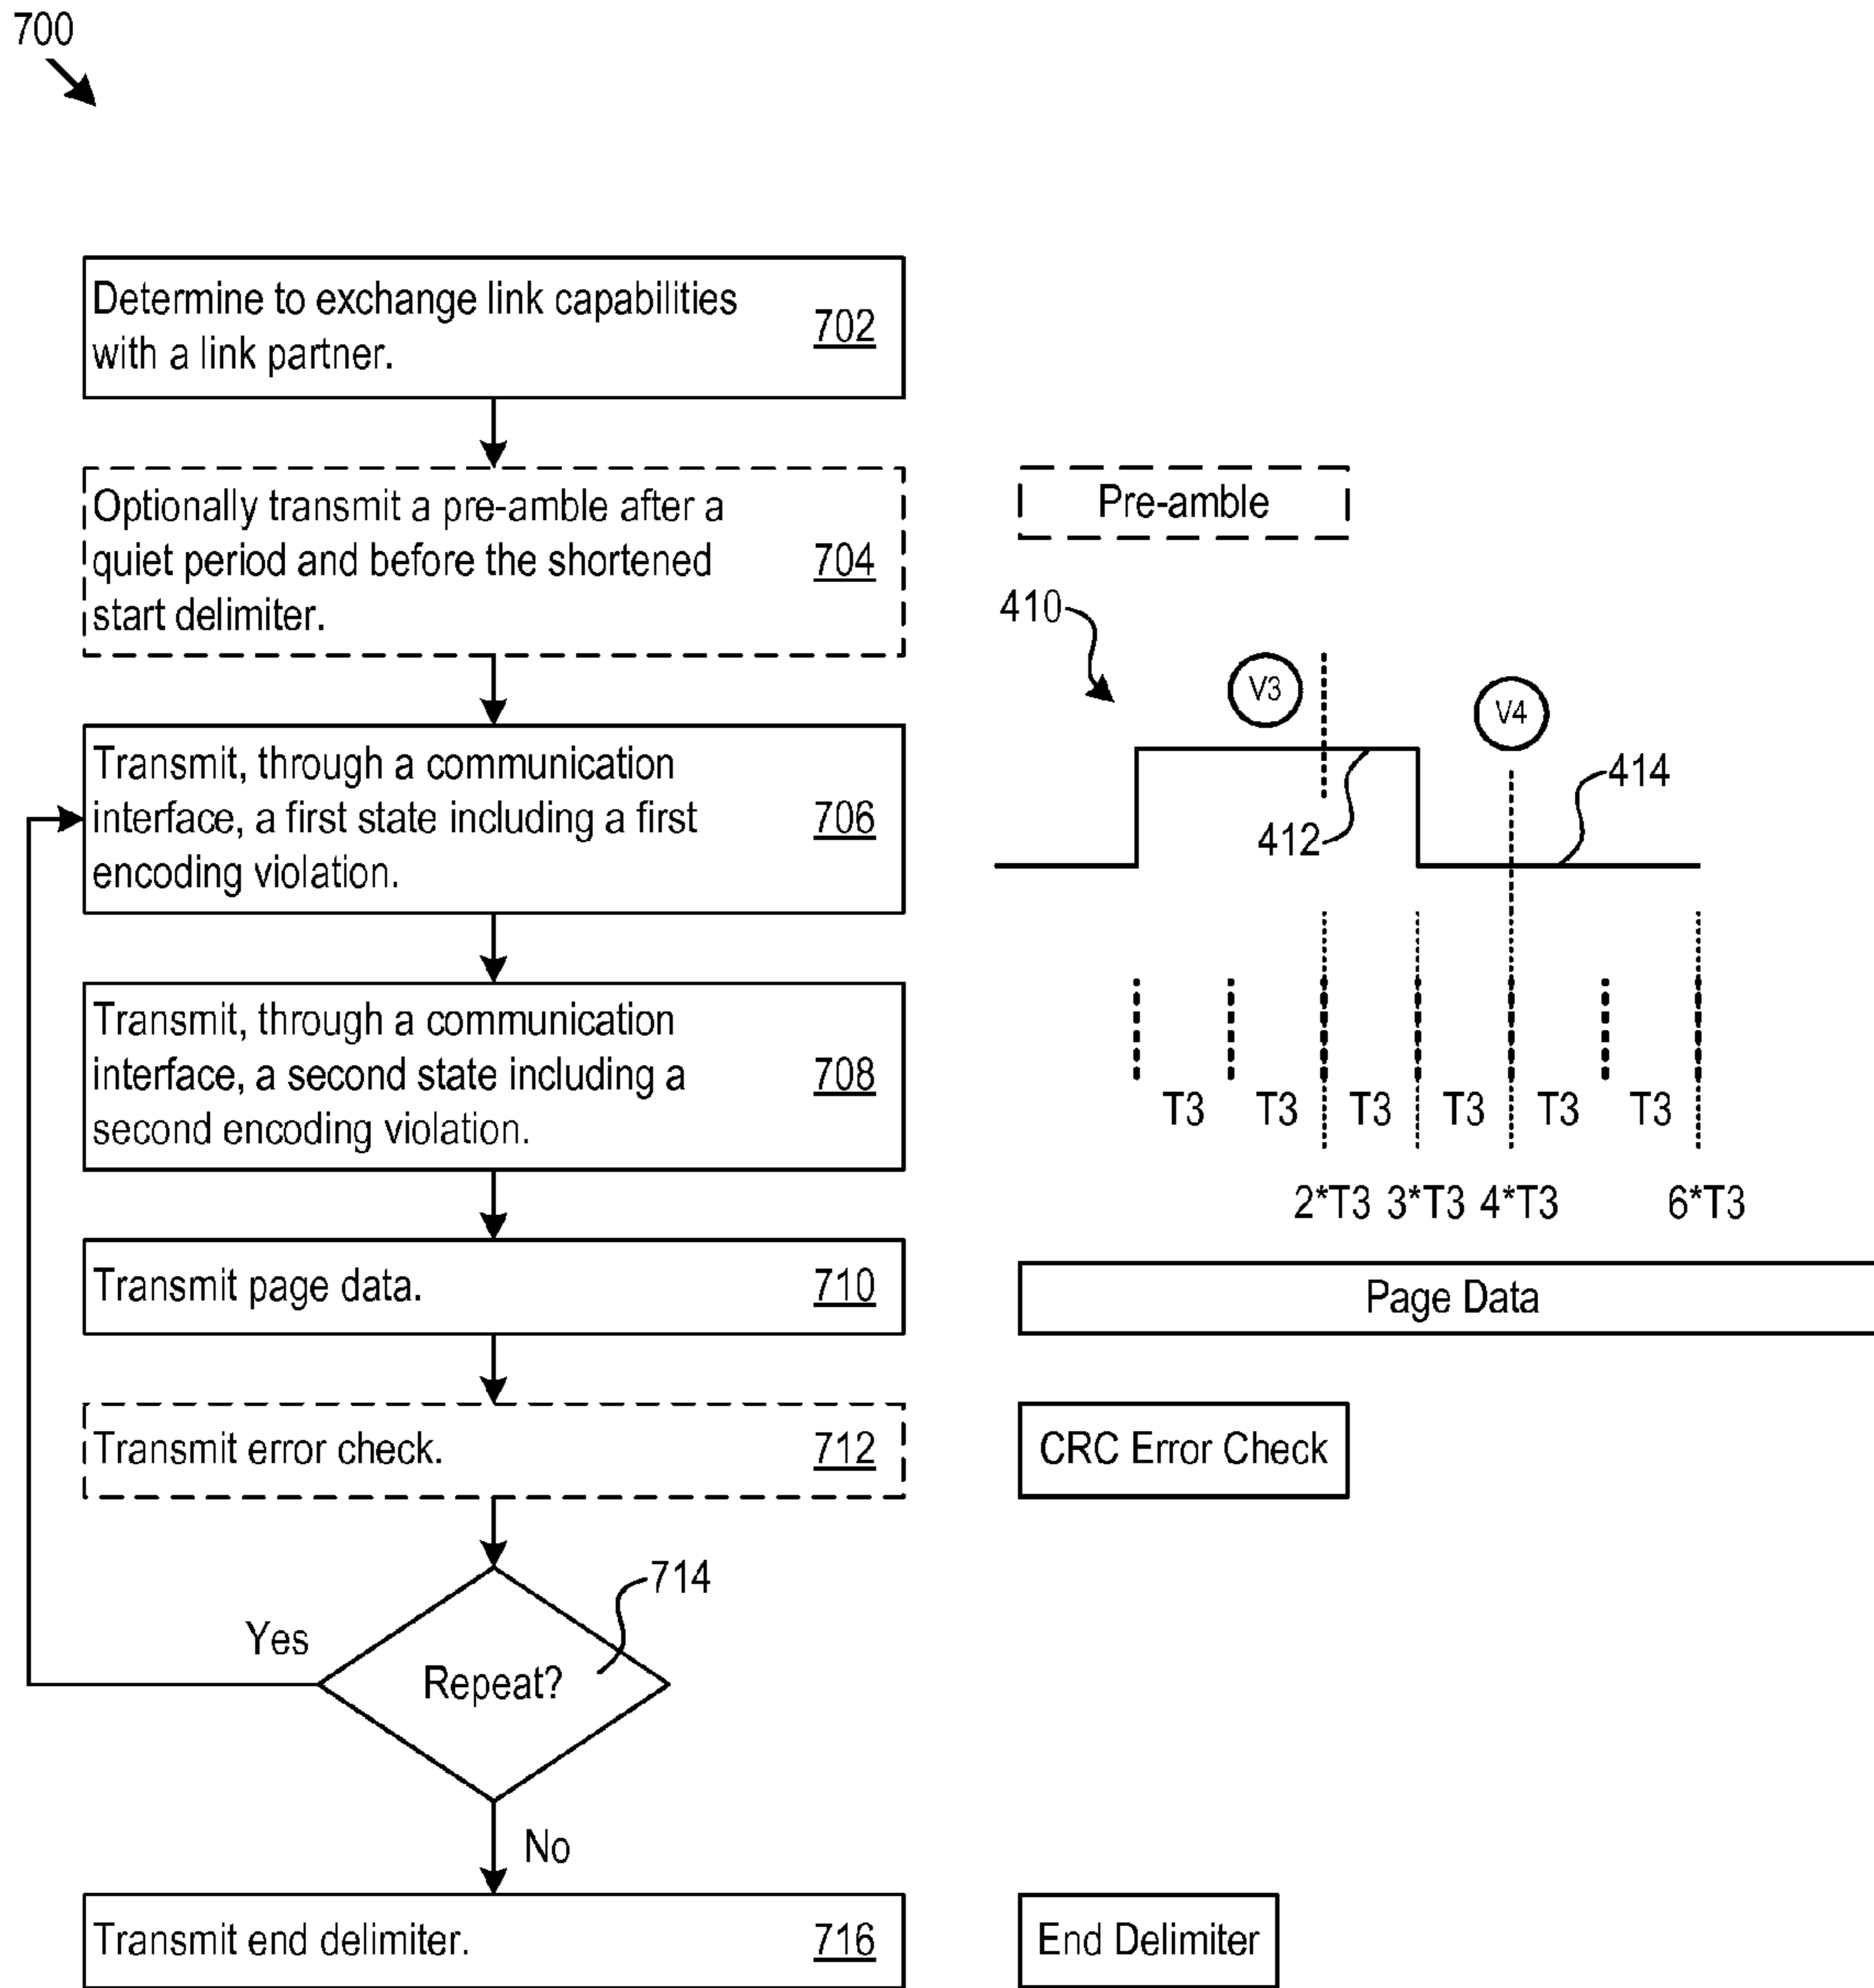 700
Determine to exchange link capabilities
with a link partner.
702
Optionally transmit a pre-amble after a
quiet period and before the shortened
start delimiter.
704
Pre-amble
410
V3
V4
412
414
Transmit, through a communication
interface, a first state including a first
encoding violation.
706
Transmit, through a communication
interface, a second state including a
second encoding violation.
708
T3 T3 T3 T3 T3 T3
2*T3 3*T3 4*T3 6*T3
Transmit page data.
710
Page Data
Transmit error check.
712
CRC Error Check
714
Yes
Repeat?
No
Transmit end delimiter.
716
End Delimiter